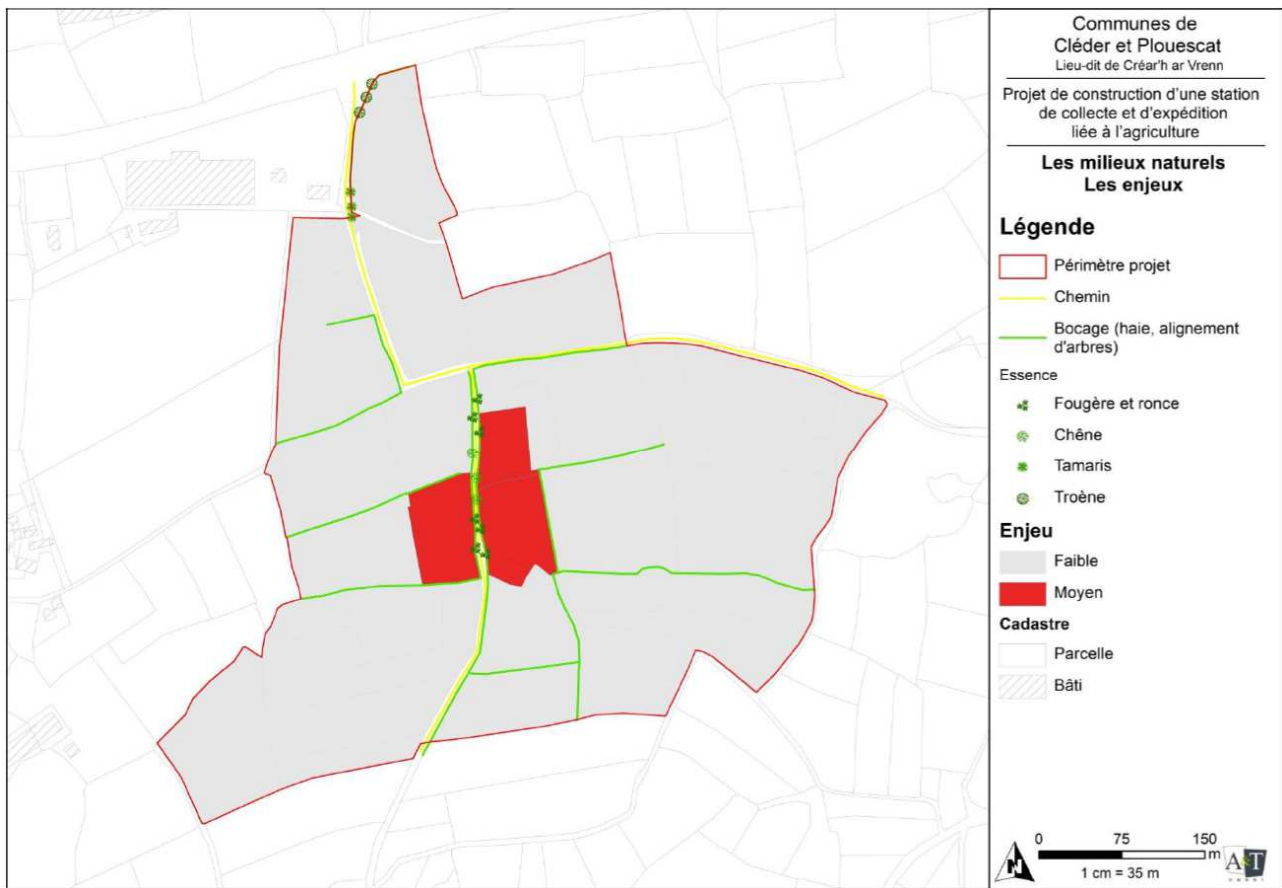 Communes de
Cléder et Plouescat
Lieu-dit de Créar'h ar Vrenn
Projet de construction d'une station
de collecte et d'expédition
liée à l'agriculture
Les milieux naturels
Les enjeux
Légende
Périmètre projet
Chemin
Bocage (haie, alignement
d'arbres)
Essence
Fougère et ronce
Chêne
Tamaris
Troène
Enjeu
Faible
Moyen
Cadastre
Parcelle
Bâti
N
0 75 150
m
1 cm = 35 m
A&T